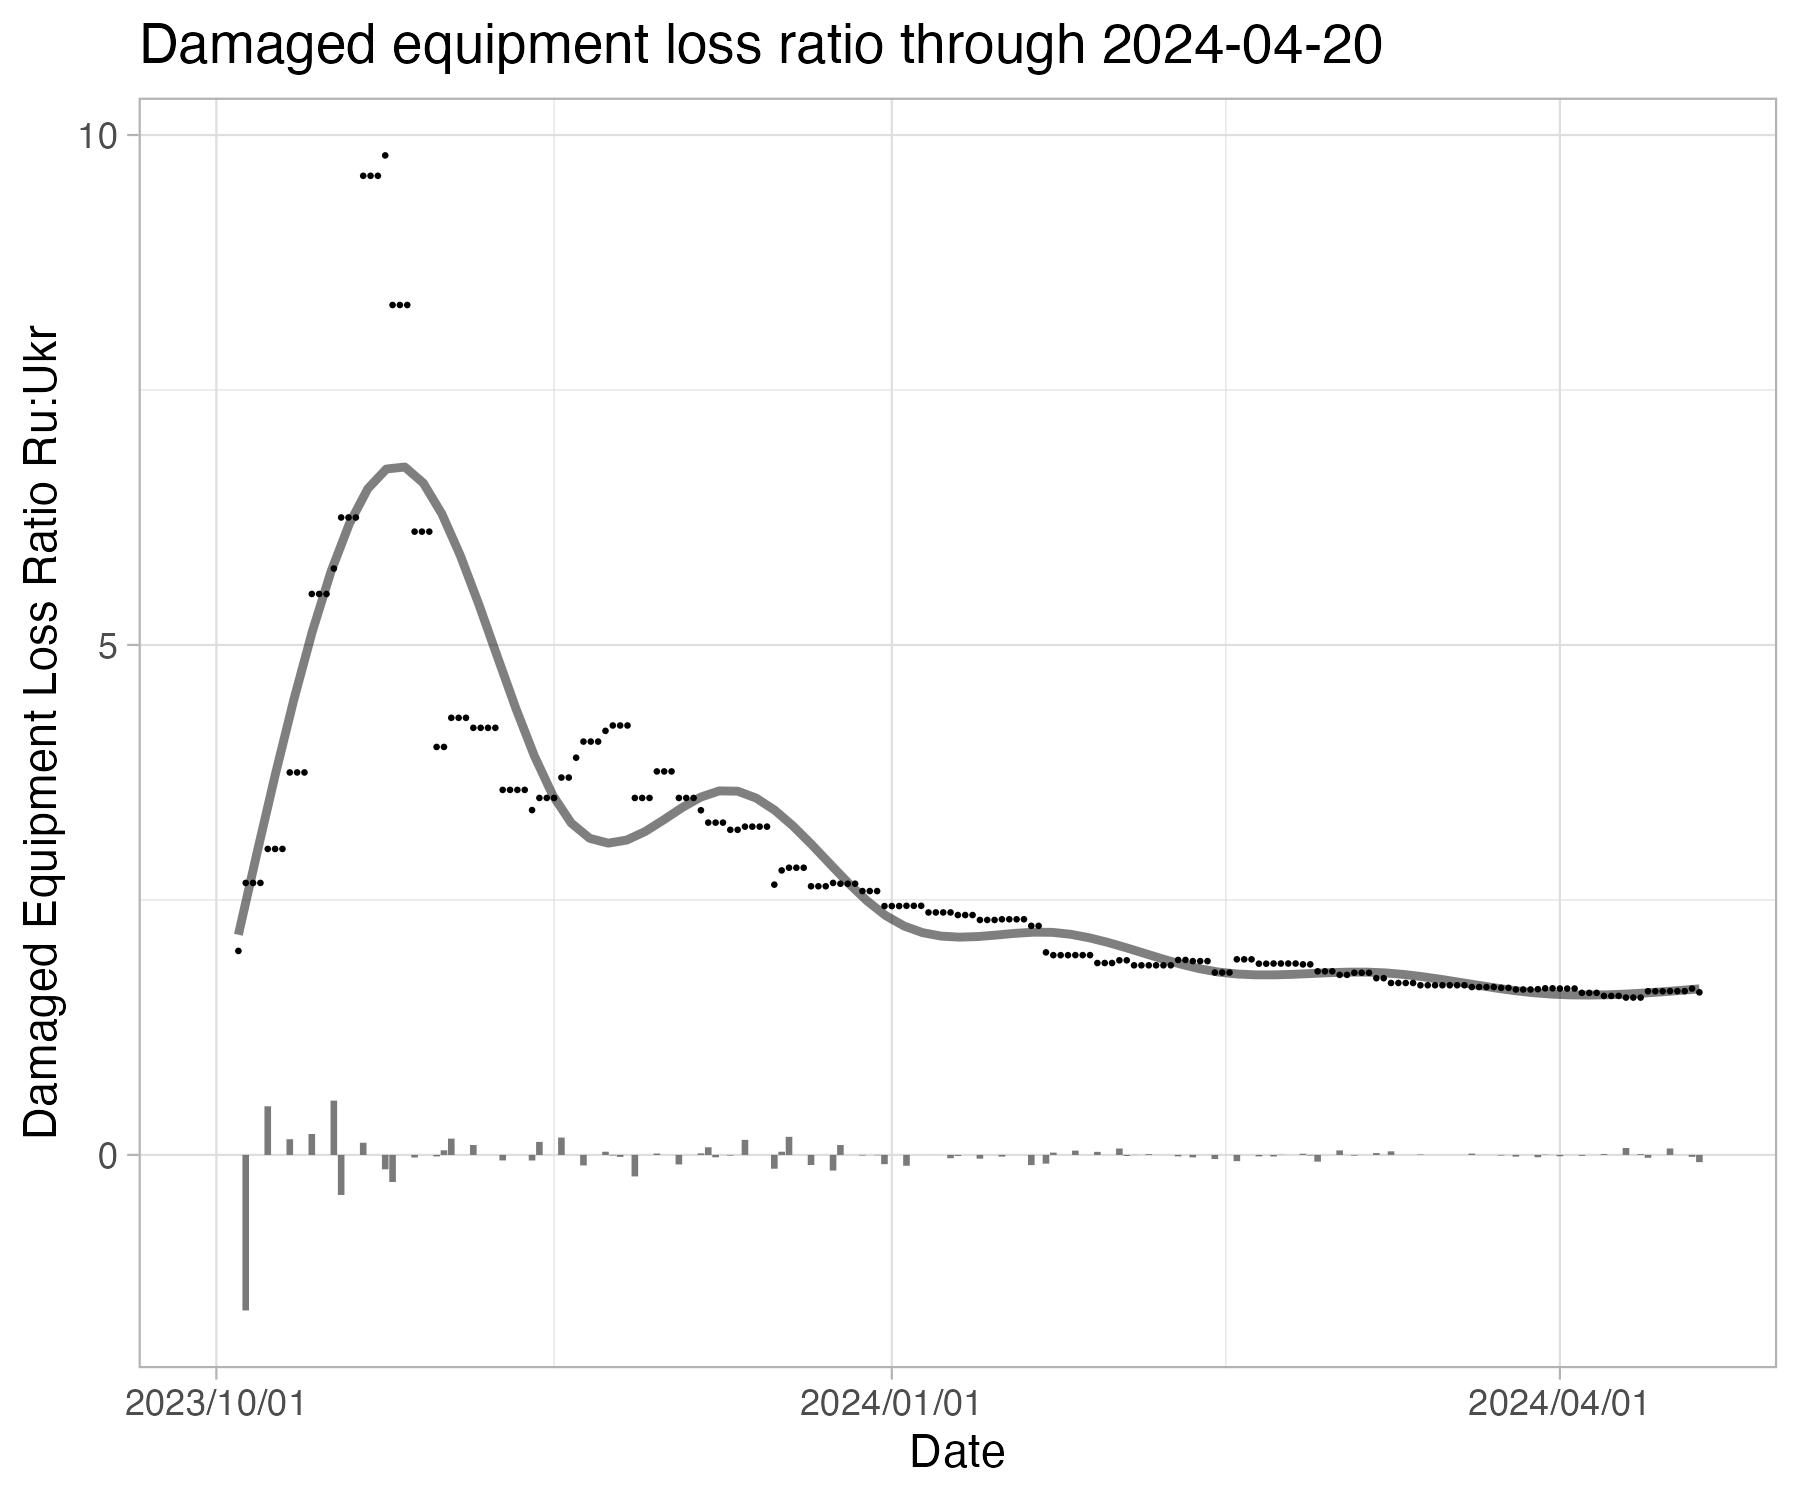 Damaged equipment loss ratio through 2024-04-20
Damaged Equipment Loss Ratio Ru:Ukr
10
5
0
2023/10/01
2024/01/01
2024/04/01
Date